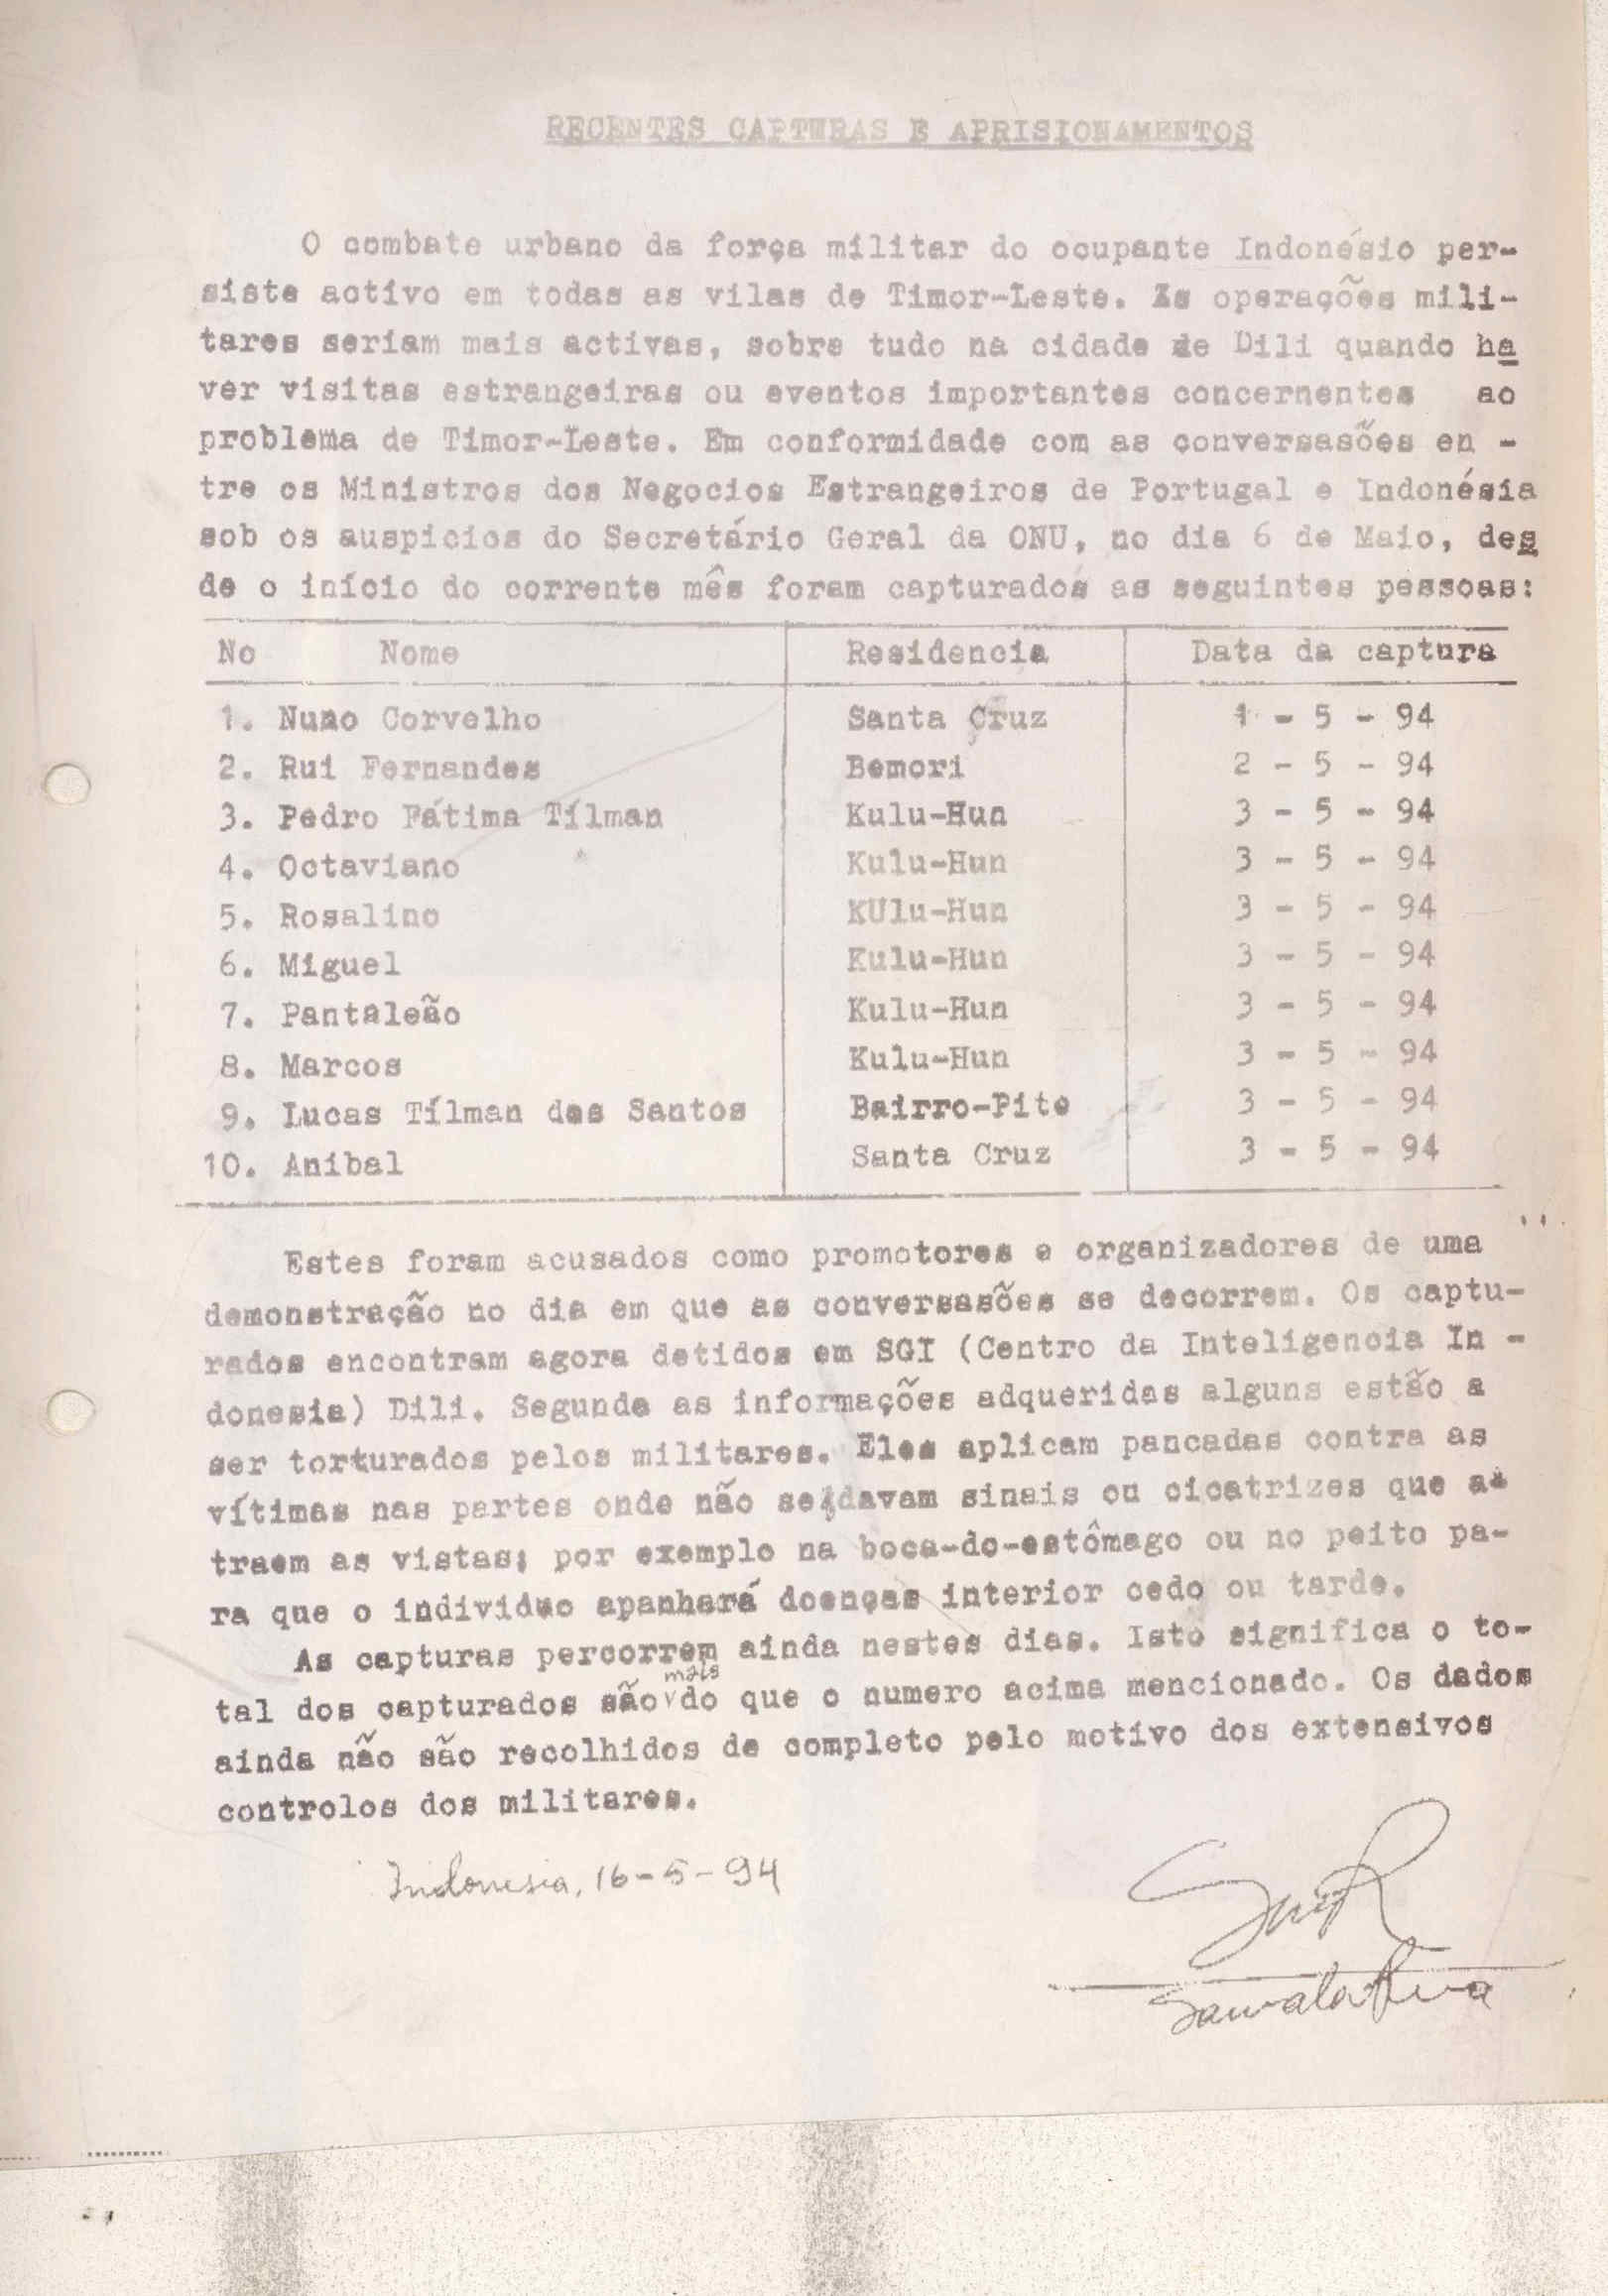 RECENTES CAPTURAS E APRISIONAMENTOS
O combate urbano da força militar do ocupante Indonésio per-
siste activo em todas as vilas de Timor-Leste. As operações mili-
tares seriam mais activas, sobre tudo na cidade de Dili quando ha
ver visitas estrangeiras ou eventos importantes concernentes ao
problema de Timor-Leste. Em conformidade com as conversasões en -
tre os Ministros dos Negocios Estrangeiros de Portugal e Indonésia
sob os auspicios do Secretário Geral da ONU, no dia 6 de Maio, des
de o início do corrente mês foram capturados as seguintes pessoas:
No Nome Residencia Data da captura
1. Nuno Corvelho Santa Cruz 1 - 5 - 94
2. Rui Fernandes Bemori 2 - 5 - 94
3. Pedro Fátima Tílman Kulu-Hun 3 - 5 - 94
4. Octaviano Kulu-Hun 3 - 5 - 94
5. Rosalino KUlu-Hun 3 - 5 - 94
6. Miguel Kulu-Hun 3 - 5 - 94
7. Pantaleão Kulu-Hun 3 - 5 - 94
8. Marcos Kulu-Hun 3 - 5 - 94
9. Lucas Tílman dos Santos Bairro-Pite 3 - 5 - 94
10. Anibal Santa Cruz 3 - 5 - 94
Estes foram acusados como promotores e organizadores de uma
demonstração no dia em que as conversasões se decorrem. Os captu-
rados encontram agora detidos em SGI (Centro da Inteligencia In -
donesia) Dili. Segundo as informações adqueridas alguns estão a
ser torturados pelos militares. Eles aplicam pancadas contra as
vítimas nas partes onde não se davam sinais ou cicatrizes que a-
traem as vistas; por exemplo na boca-do-estômago ou no peito pa-
ra que o individuo apanhará doenças interior cedo ou tarde.
As capturas percorrem ainda nestes dias. Isto significa o to-
tal dos capturados são mais do que o numero acima mencionado. Os dados
ainda não são recolhidos de completo pelo motivo dos extensivos
controlos dos militares.
Indonesia, 16-5-94